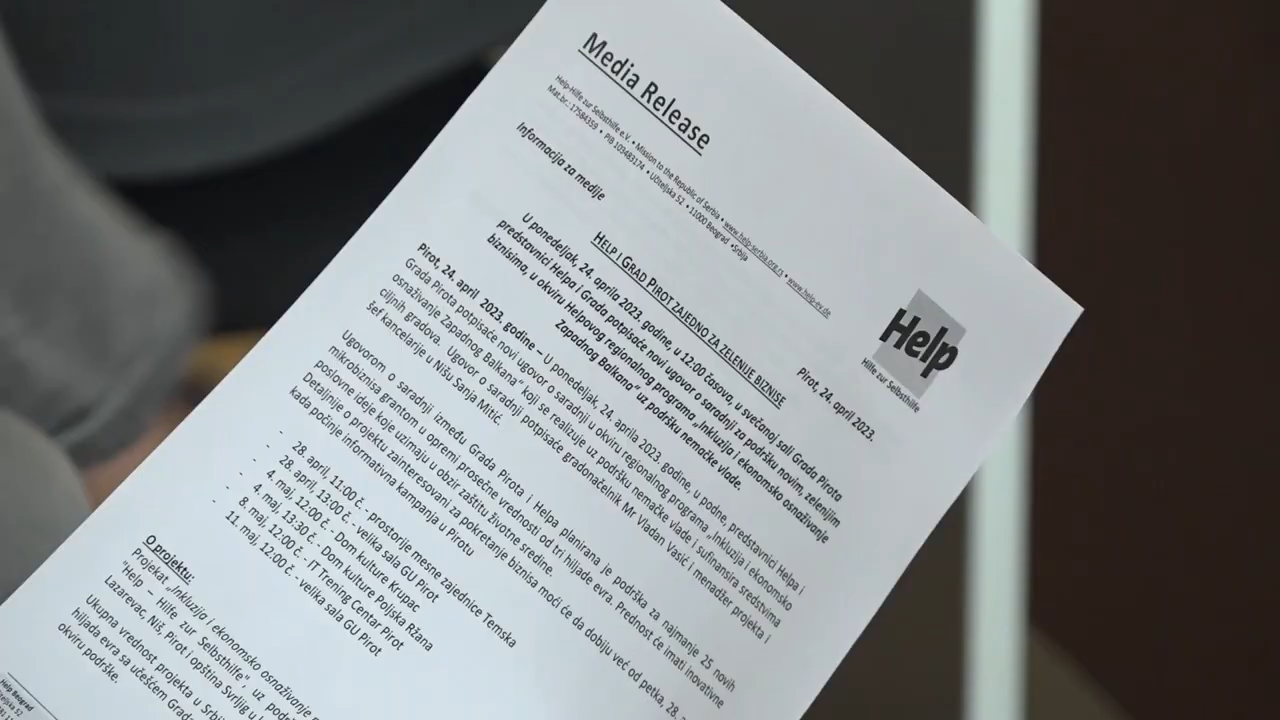 Media Release
Help-Hilfe zur Selbsthilfe e.V. • Mission to the Republic of Serbia • www.help-serbia.org.rs • www.help-ev.de
Mat.br.: 17584359 • PIB 103483174 • Učiteljska 52 • 11000 Beograd •Srbija
Help
Hilfe zur Selbsthilfe
Informacija za medije
Pirot, 24. april 2023.
HELP I GRAD PIROT ZAJEDNO ZA ZELENIJE BIZNISE
U ponedeljak, 24. aprila 2023. godine, u 12:00 časova, u svečanoj sali Grada Pirota
predstavnici Helpa i Grada potpisaće novi ugovor o saradnji za podršku novim, zelenijim
biznisima, u okviru Helpovog regionalnog programa „Inkluzija i ekonomsko osnaživanje
Zapadnog Balkana“ uz podršku nemačke vlade.
Pirot, 24. april 2023. godine – U ponedeljak, 24. aprila 2023. godine, u podne, predstavnici Helpa i
Grada Pirota potpisaće novi ugovor o saradnji u okviru regionalnog programa „Inkluzija i ekonomsko
osnaživanje Zapadnog Balkana“ koji se realizuje uz podršku nemačke vlade i sufinansira sredstvima
ciljnih gradova. Ugovor o saradnji potpisaće gradonačelnik Mr Vladan Vasić i menadžer projekta i
šef kancelarije u Nišu Sanja Mitić.
Ugovorom o saradnji između Grada Pirota i Helpa planirana je podrška za najmanje 25 novih
mikrobiznisa grantom u opremi prosečne vrednosti od tri hiljade evra. Prednost će imati inovativne
poslovne ideje koje uzimaju u obzir zaštitu životne sredine.
Detaljnije o projektu zainteresovani za pokretanje biznisa moći će da dobiju već od petka, 28.
kada počinje informativna kampanja u Pirotu
- 28. april, 11:00 č. - prostorije mesne zajednice Temska
- 28. april, 13:00 č. - velika sala GU Pirot
- 4. maj, 12:00 č. - Dom kulture Krupac
- 4. maj, 13:30 č. - Dom kulture Poljska Ržana
- 8. maj, 12:00 č. - IT Trening Centar Pirot
- 11. maj, 12:00 č. - velika sala GU Pirot
O projektu:
Projekat „Inkluzija i ekonomsko osnaživanje
"Help – Hilfe zur Selbsthilfe", uz
Lazarevac, Niš, Pirot i opština Svrljig u
Ukupna vrednost projekta u
hiljada evra sa učešćem
okviru podrške.
Help Beograd